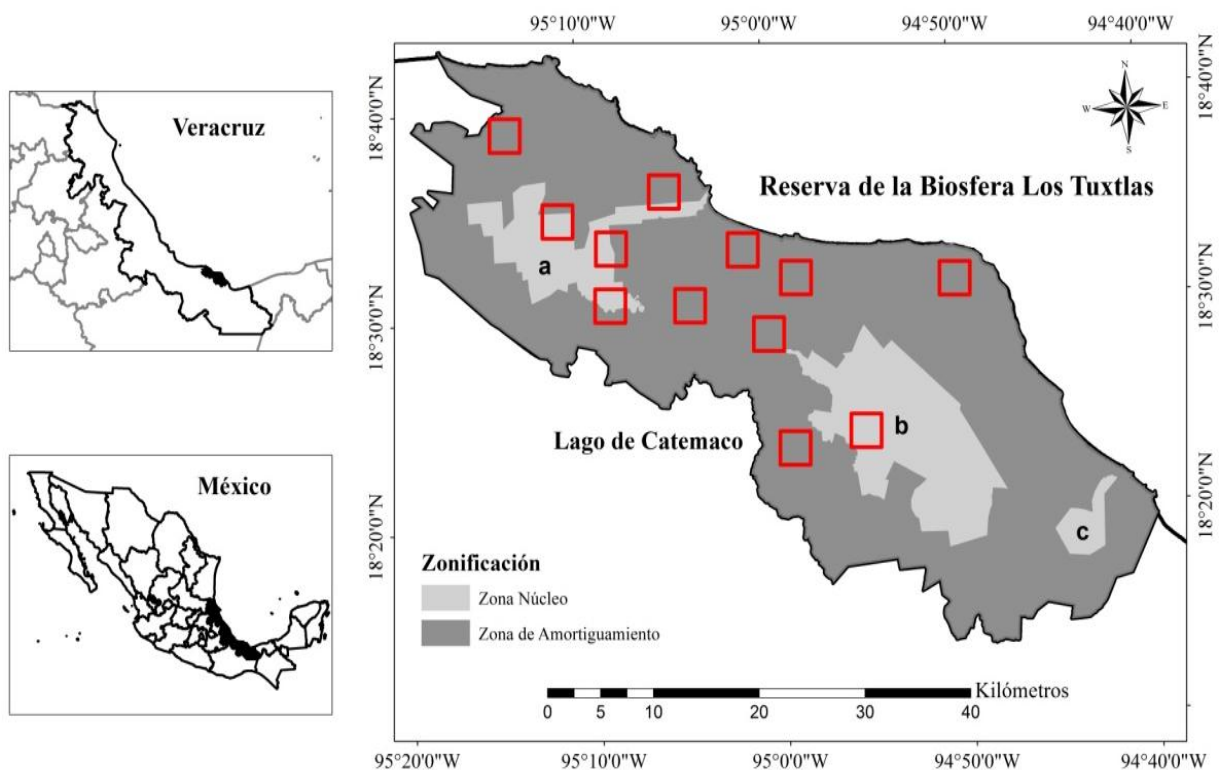 Veracruz
México
95°10'0"W 95°0'0"W 94°50'0"W 94°40'0"W
18°40'0"N
18°30'0"N
18°20'0"N
18°40'0"N
18°30'0"N
18°20'0"N
N
W E
S
Reserva de la Biosfera Los Tuxtlas
a
b
c
Lago de Catemaco
Zonificación
Zona Núcleo
Zona de Amortiguamiento
Kilómetros
0 5 10 20 30 40
95°20'0"W 95°10'0"W 95°0'0"W 94°50'0"W 94°40'0"W